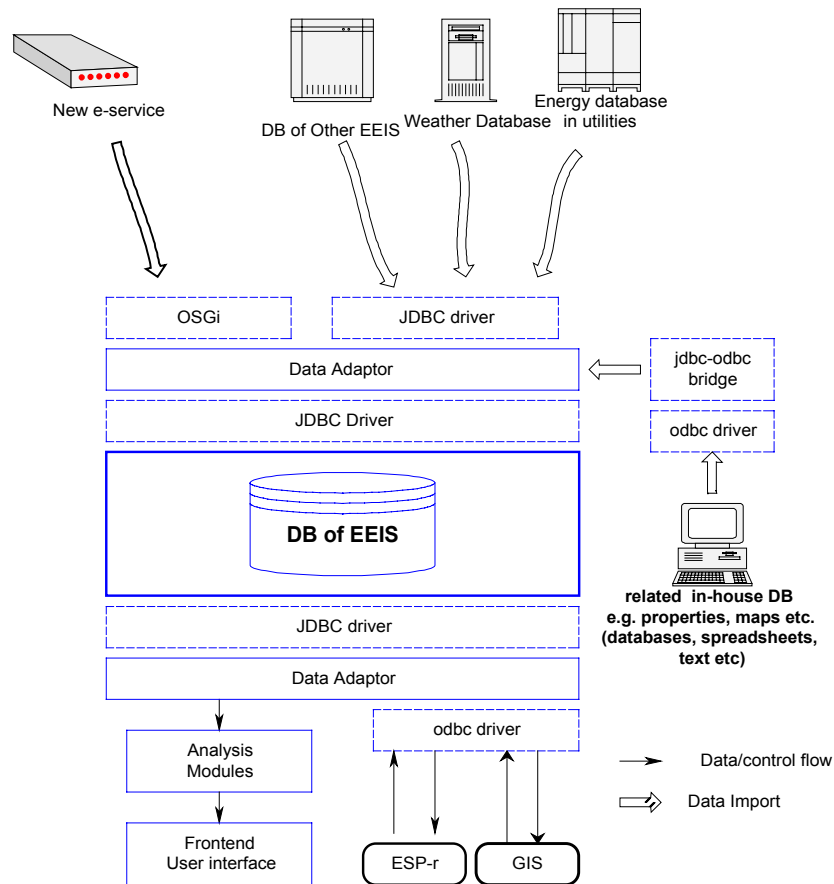 New e-service
DB of Other EEIS
Weather Database
Energy database
in utilities
OSGi
JDBC driver
Data Adaptor
jdbc-odbc
bridge
JDBC Driver
odbc driver
DB of EEIS
related in-house DB
e.g. properties, maps etc.
(databases, spreadsheets,
text etc)
JDBC driver
Data Adaptor
odbc driver
Analysis
Modules
Data/control flow
Data Import
Frontend
User interface
ESP-r
GIS